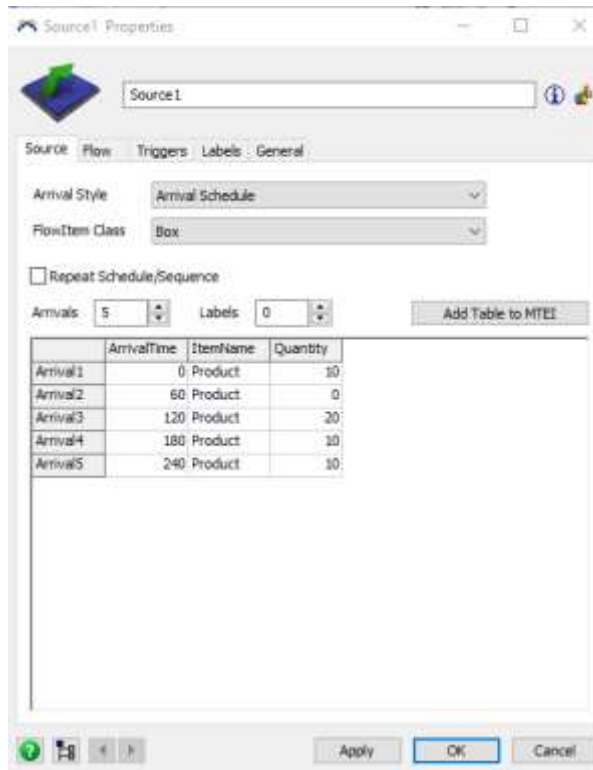 Source1 Properties
Source1
Source Flow Triggers Labels General
Arrival Style Arrival Schedule
FlowItem Class Box
Repeat Schedule/Sequence
Arrivals 5 Labels 0 Add Table to MTEI
ArrivalTime ItemName Quantity
Arrival1 0 Product 10
Arrival2 60 Product 0
Arrival3 120 Product 20
Arrival4 180 Product 10
Arrival5 240 Product 10
Apply OK Cancel